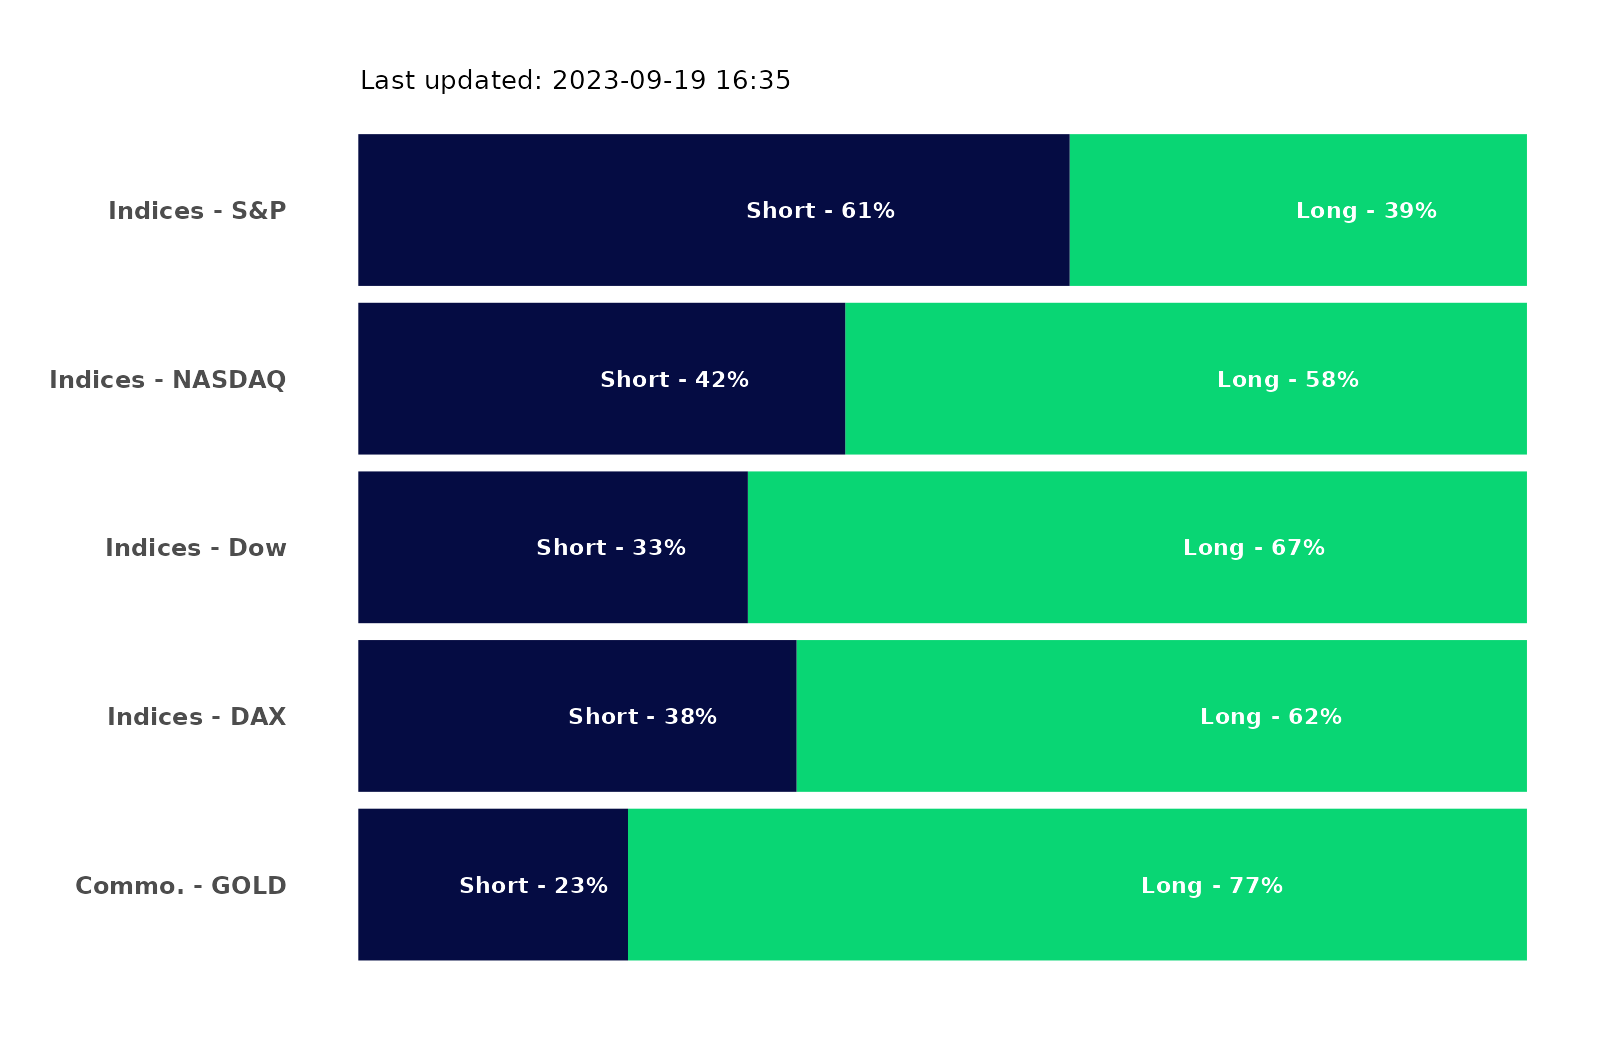 Last updated: 2023-09-19 16:35
Indices - S&P Short - 61% Long - 39%
Indices - NASDAQ Short - 42% Long - 58%
Indices - Dow Short - 33% Long - 67%
Indices - DAX Short - 38% Long - 62%
Commo. - GOLD Short - 23% Long - 77%